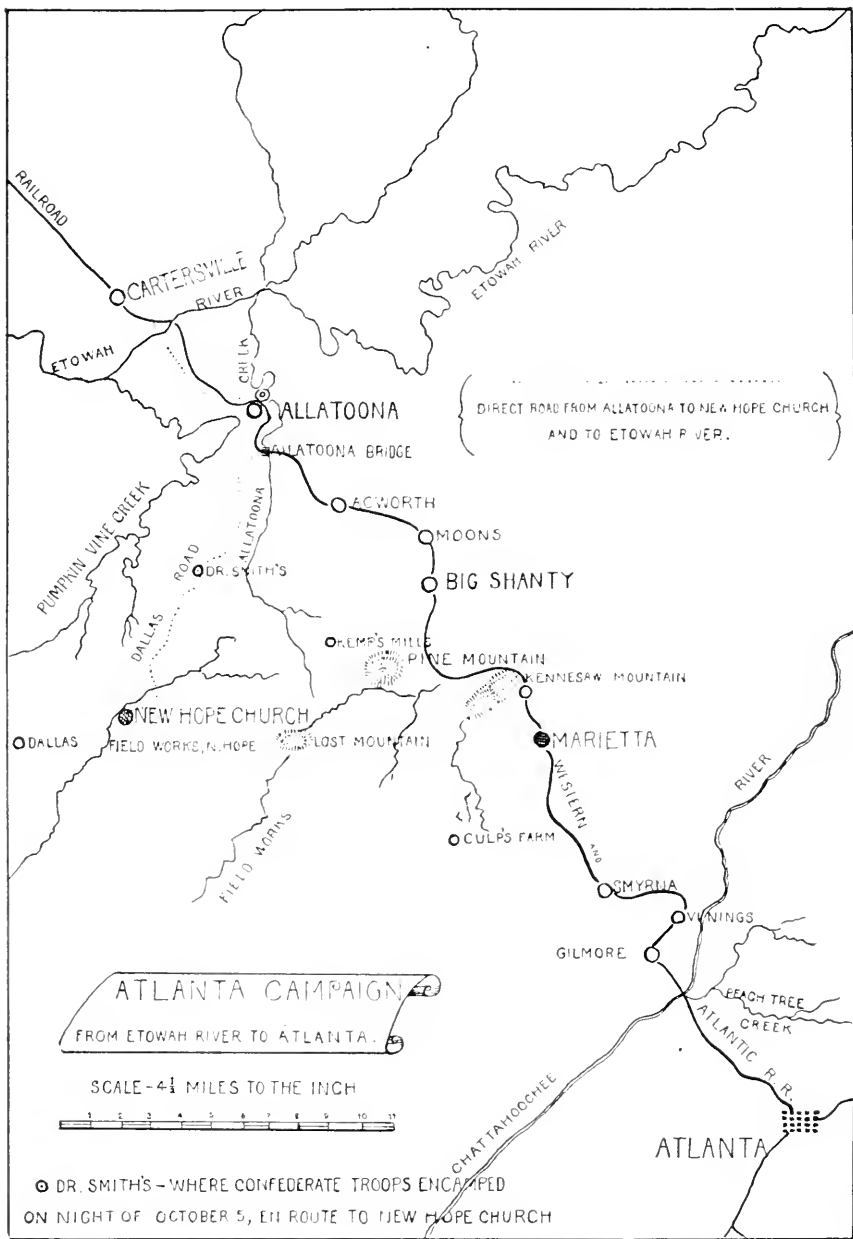 RAILROAD
CARTERSVILLE
RIVER
ETOWAH
ETOWAH RIVER
CREEK
ALLATOONA
DIRECT ROAD FROM ALLATOONA TO NEW HOPE CHURCH
AND TO ETOWAH RIVER.
ALLATOONA BRIDGE
ACWORTH
MOONS
ALLATOONA
PUMPKIN VINE CREEK
ROAD
DR. SMITH'S
BIG SHANTY
DALLAS
KEMP'S MILLS
PINE MOUNTAIN
KENNESAW MOUNTAIN
NEW HOPE CHURCH
DALLAS
FIELD WORKS, N. HOPE
LOST MOUNTAIN
MARIETTA
RIVER
WESTERN
AND
FIELD WORKS
CULP'S FARM
SMYRNA
VININGS
GILMORE
PEACH TREE
CREEK
ATLANTIC R.R.
ATLANTA CAMPAIGN
FROM ETOWAH RIVER TO ATLANTA.
SCALE - 4 1/3 MILES TO THE INCH
1 2 3 4 5 6 7 8 9 10 11
CHATTAHOOCHEE
ATLANTA
DR. SMITH'S - WHERE CONFEDERATE TROOPS ENCAMPED
ON NIGHT OF OCTOBER 5, EN ROUTE TO NEW HOPE CHURCH